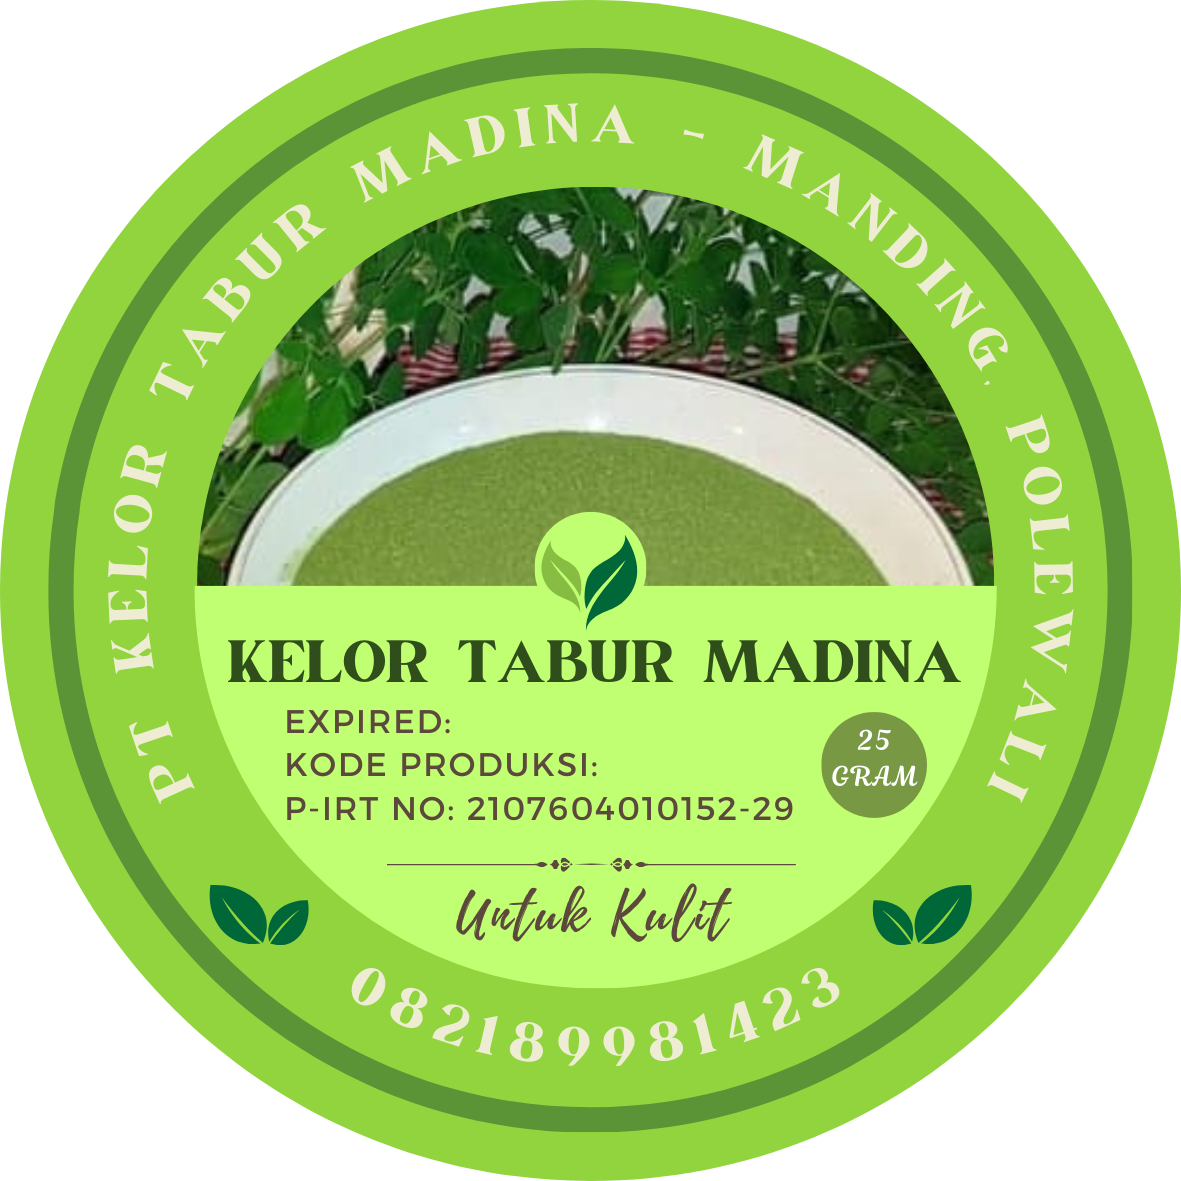 PT KELOR TABUR MADINA - MANDING, POLEWALI
KELOR TABUR MADINA
EXPIRED:
KODE PRODUKSI:
P-IRT NO: 2107604010152-29
25
GRAM
Untuk Kulit
082189981423